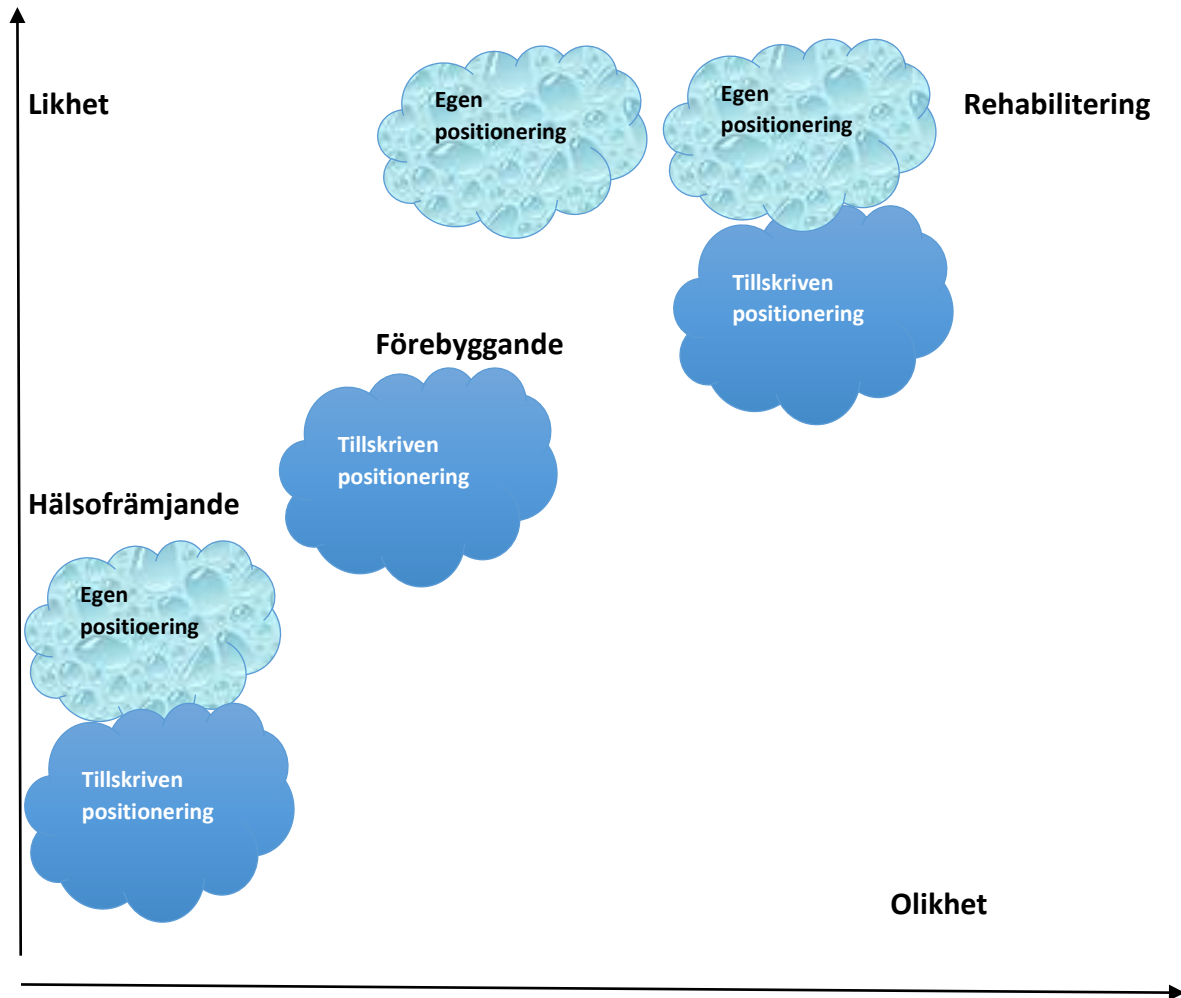 Likhet
Egen
positionering
Egen
positionering
Rehabilitering
Tillskriven
positionering
Förebyggande
Tillskriven
positionering
Hälsofrämjande
Egen
positioering
Tillskriven
positionering
Olikhet